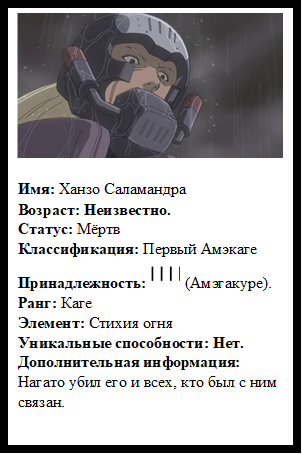 Имя: Ханзо Саламандра
Возраст: Неизвестно.
Статус: Мёртв
Классификация: Первый Амэкаге
Принадлежность: (Амэгакуре).
Ранг: Каге
Элемент: Стихия огня
Уникальные способности: Нет.
Дополнительная информация:
Нагато убил его и всех, кто был с ним
связан.